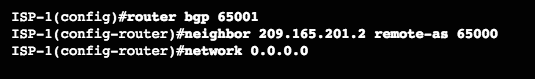 ISP-1(config)#router bgp 65001
ISP-1(config-router)#neighbor 209.165.201.2 remote-as 65000
ISP-1(config-router)#network 0.0.0.0